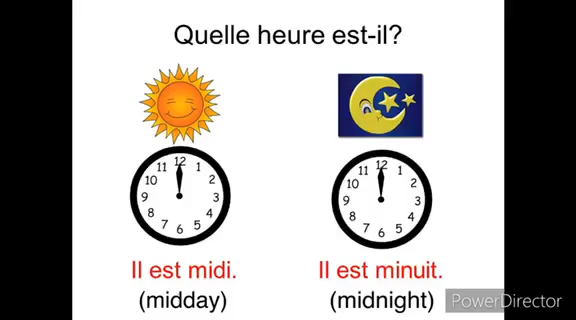 Quelle heure est-il?
12
11 1
10 2
9 3
8 4
7 6 5
12
11 1
10 2
9 3
8 4
7 6 5
Il est midi. Il est minuit.
(midday) (midnight)
PowerDirector